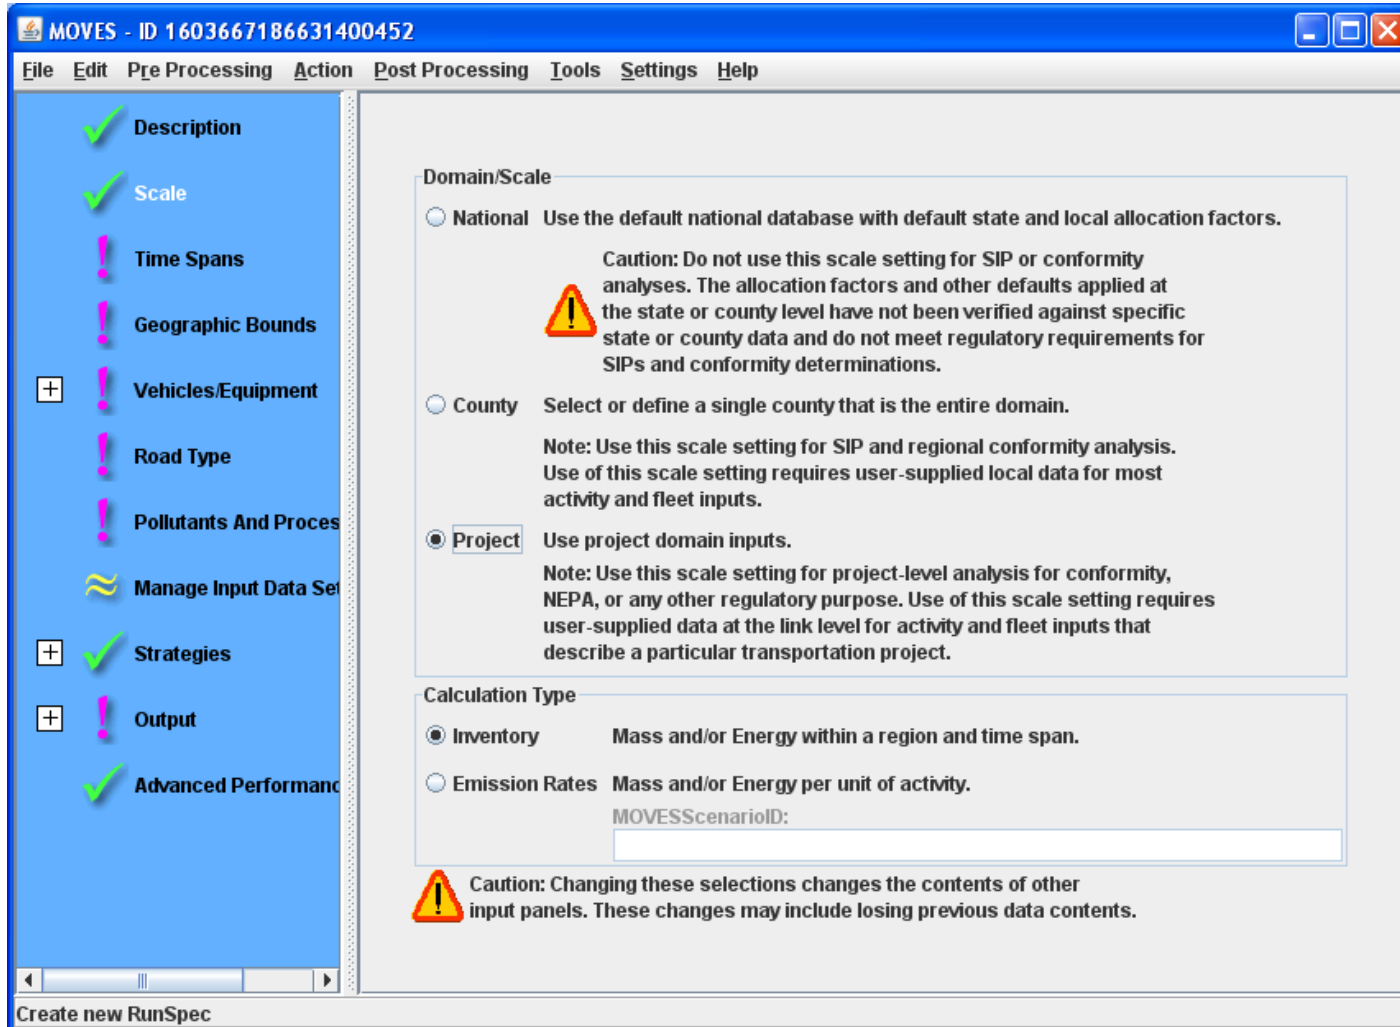 MOVES - ID 1603667186631400452
File Edit Pre Processing Action Post Processing Tools Settings Help
Description
Scale
Time Spans
Geographic Bounds
Vehicles/Equipment
Road Type
Pollutants And Proces
Manage Input Data Set
Strategies
Output
Advanced Performanc
Domain/Scale
National Use the default national database with default state and local allocation factors.
Caution: Do not use this scale setting for SIP or conformity
analyses. The allocation factors and other defaults applied at
the state or county level have not been verified against specific
state or county data and do not meet regulatory requirements for
SIPs and conformity determinations.
County Select or define a single county that is the entire domain.
Note: Use this scale setting for SIP and regional conformity analysis.
Use of this scale setting requires user-supplied local data for most
activity and fleet inputs.
Project Use project domain inputs.
Note: Use this scale setting for project-level analysis for conformity,
NEPA, or any other regulatory purpose. Use of this scale setting requires
user-supplied data at the link level for activity and fleet inputs that
describe a particular transportation project.
Calculation Type
Inventory Mass and/or Energy within a region and time span.
Emission Rates Mass and/or Energy per unit of activity.
MOVESScenarioID:
Caution: Changing these selections changes the contents of other
input panels. These changes may include losing previous data contents.
Create new RunSpec